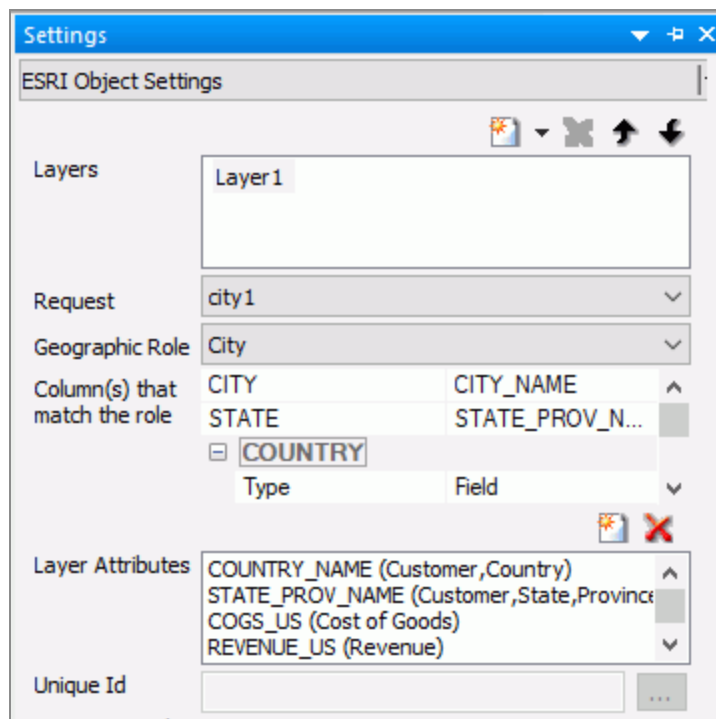 Settings
ESRI Object Settings
Layers
Layer1
Request
city1
Geographic Role
City
Column(s) that
match the role
CITY CITY_NAME
STATE STATE_PROV_N...
COUNTRY
Type Field
Layer Attributes
COUNTRY_NAME (Customer,Country)
STATE_PROV_NAME (Customer,State,Province
COGS_US (Cost of Goods)
REVENUE_US (Revenue)
Unique Id
...